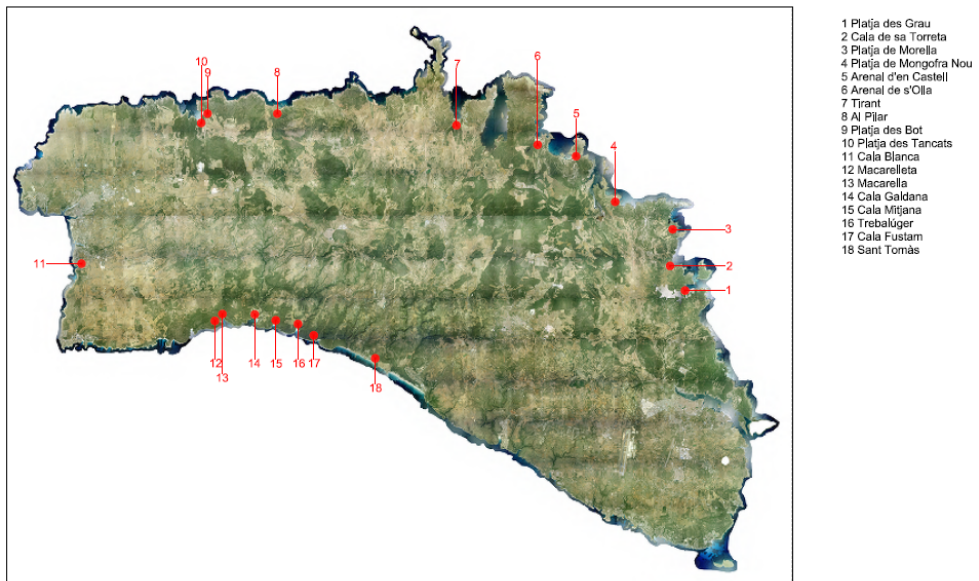 10
9
8
7
6
5
4
3
2
1
11
12
13
14
15
16
17
18
1 Platja des Grau
2 Cala de sa Torreta
3 Platja de Morella
4 Platja de Mongofra Nou
5 Arenal d'en Castell
6 Arenal de s'Olla
7 Tirant
8 Al Pilar
9 Platja des Bot
10 Platja des Tancats
11 Cala Blanca
12 Macarelleta
13 Macarella
14 Cala Galdana
15 Cala Mitjana
16 Trebalúger
17 Cala Fustam
18 Sant Tomàs